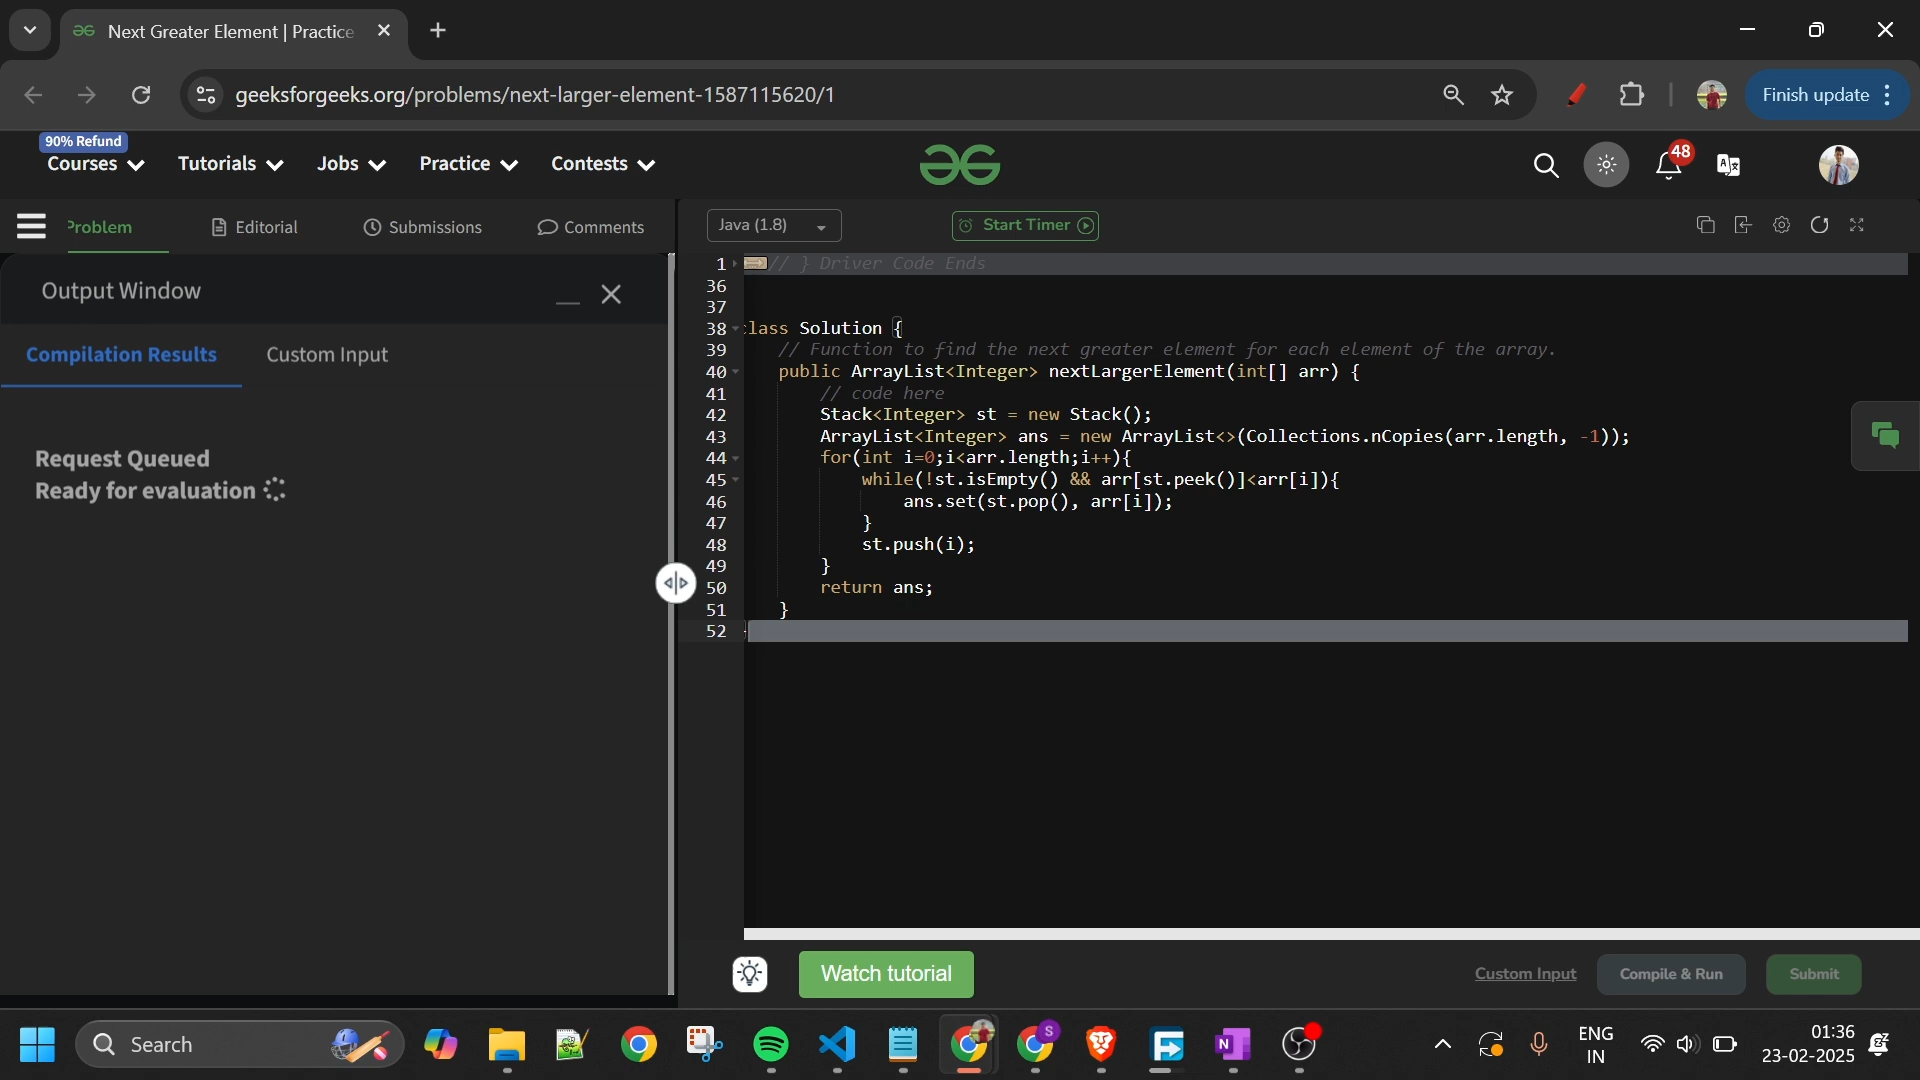 Next Greater Element | Practice
geeksforgeeks.org/problems/next-larger-element-1587115620/1
Finish update
90% Refund
Courses
Tutorials
Jobs
Practice
Contests
48
Problem
Editorial
Submissions
Comments
Java (1.8)
Start Timer
Output Window
Compilation Results
Custom Input
Request Queued
Ready for evaluation
1 // } Driver Code Ends
36
37
38 class Solution {
39 // Function to find the next greater element for each element of the array.
40 public ArrayList<Integer> nextLargerElement(int[] arr) {
41 // code here
42 Stack<Integer> st = new Stack();
43 ArrayList<Integer> ans = new ArrayList<>(Collections.nCopies(arr.length, -1));
44 for(int i=0;i<arr.length;i++){
45 while(!st.isEmpty() && arr[st.peek()]<arr[i]){
46 ans.set(st.pop(), arr[i]);
47 }
48 st.push(i);
49 }
50 return ans;
51 }
52
Watch tutorial
Custom Input
Compile & Run
Submit
Search
S
N
ENG
IN
01:36
23-02-2025